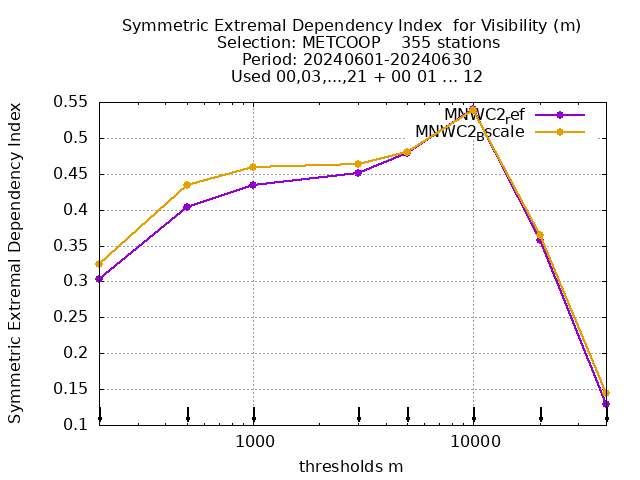 Symmetric Extremal Dependency Index  for Visibility (m)
Selection: METCOOP    355 stations
Period: 20240601-20240630
Used 00,03,...,21 + 00 01 ... 12
MNWC2ref
MNWC2Bscale
Symmetric Extremal Dependency Index
0.55
0.5
0.45
0.4
0.35
0.3
0.25
0.2
0.15
0.1
1000
10000
thresholds m